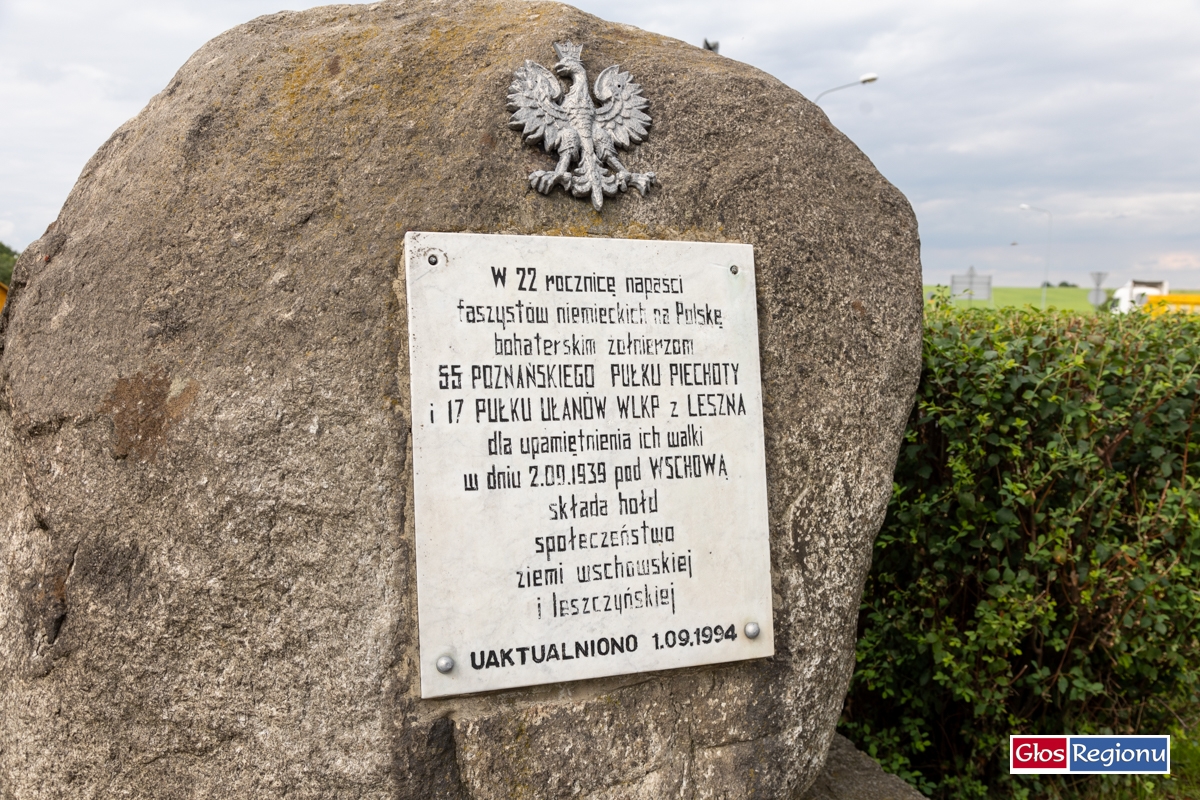 W 22 rocznicę napaści
faszystów niemieckich na Polskę
bohaterskim żołnierzom
55 POZNAŃSKIEGO PUŁKU PIECHOTY
i 17 PUŁKU UŁANÓW WLKP z LESZNA
dla upamiętnienia ich walki
w dniu 2.09.1939 pod WSCHOWĄ
składa hołd
społeczeństwo
ziemi wschowskiej
i leszczyńskiej
UAKTUALNIONO 1.09.1994
Głos Regionu